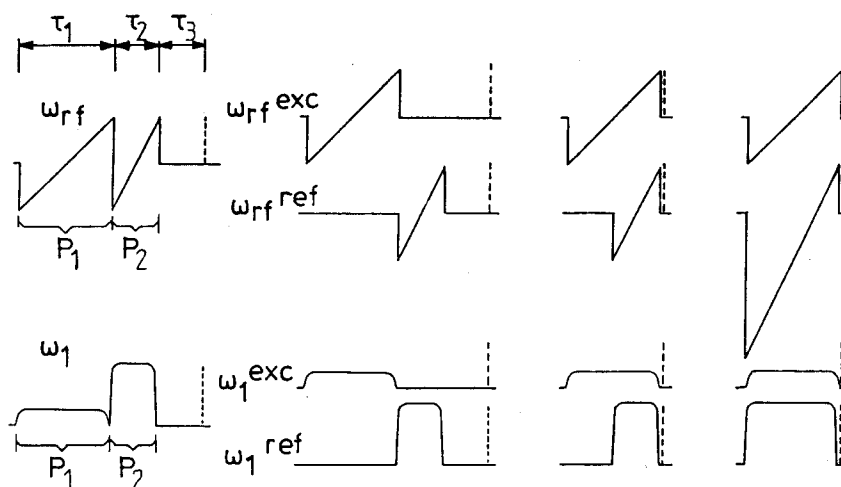 τ1 τ2 τ3
ωrf
ωrf exc
ωrf ref
P1 P2
ω1
ω1 exc
ω1 ref
P1 P2